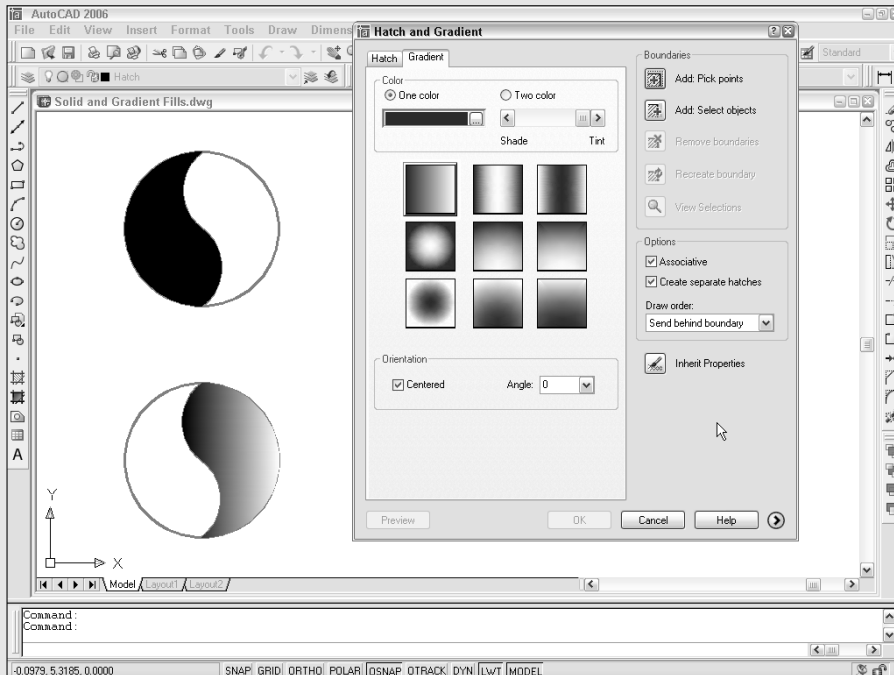 AutoCAD 2006
File Edit View Insert Format Tools Draw Dimens
Standard
Hatch
Solid and Gradient Fills.dwg
Hatch and Gradient
Hatch Gradient
Color
One color Two color
Shade Tint
Orientation
Centered Angle: 0
Boundaries
Add: Pick points
Add: Select objects
Remove boundaries
Recreate boundary
View Selections
Options
Associative
Create separate hatches
Draw order:
Send behind boundary
Inherit Properties
Preview OK Cancel Help
A
Y
X
Model Layout1 Layout2
Command:
Command:
-0.0979, 5.3185, 0.0000 SNAP GRID ORTHO POLAR OSNAP OTRACK DYN LWT MODEL